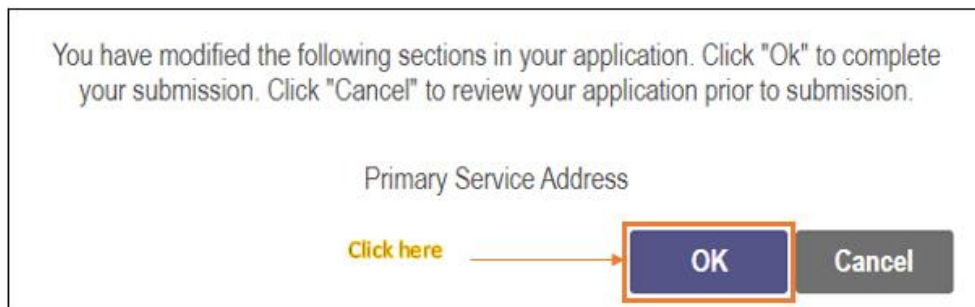 You have modified the following sections in your application. Click "Ok" to complete
your submission. Click "Cancel" to review your application prior to submission.
Primary Service Address
Click here
OK
Cancel